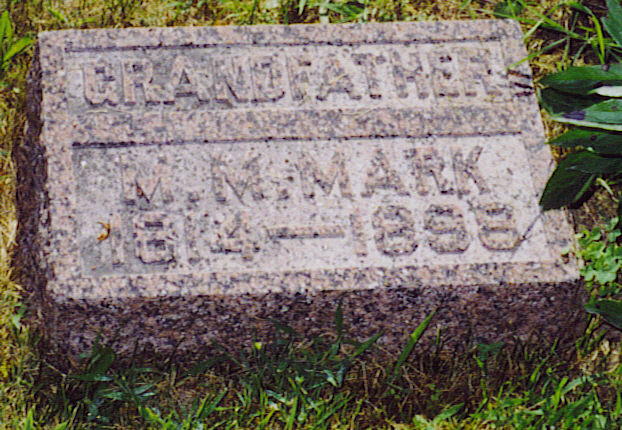 GRANDFATHER
M. M. MARK
1814—1898